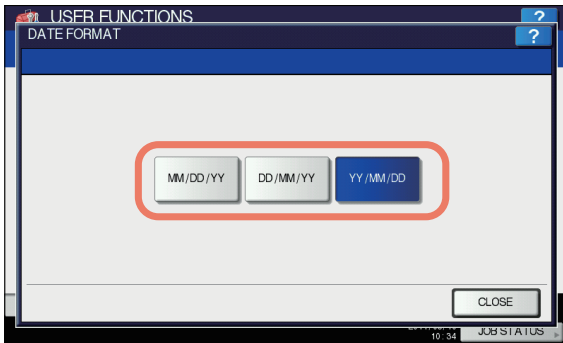 USER FUNCTIONS
?
DATE FORMAT
?
MM/DD/YY
DD/MM/YY
YY/MM/DD
CLOSE
10:34
JOB STATUS